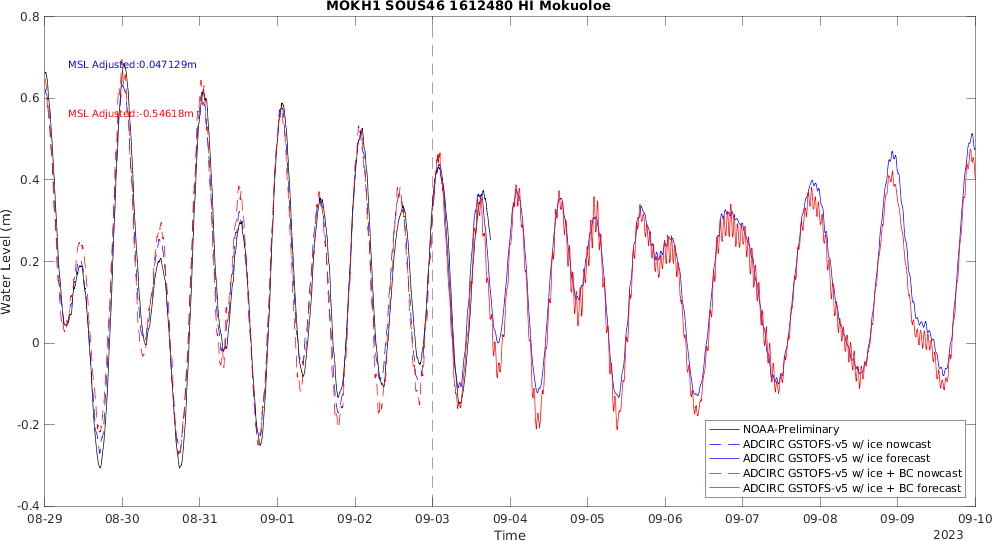 MOKH1 SOUS46 1612480 HI Mokuoloe
0.8
0.6
0.4
0.2
0
-0.2
-0.4
Water Level (m)
MSL Adjusted:0.047129m
MSL Adjusted:-0.54618m
NOAA-Preliminary
ADCIRC GSTOFS-v5 w/ ice nowcast
ADCIRC GSTOFS-v5 w/ ice forecast
ADCIRC GSTOFS-v5 w/ ice + BC nowcast
ADCIRC GSTOFS-v5 w/ ice + BC forecast
08-29 08-30 08-31 09-01 09-02 09-03 09-04 09-05 09-06 09-07 09-08 09-09 09-10
Time
2023